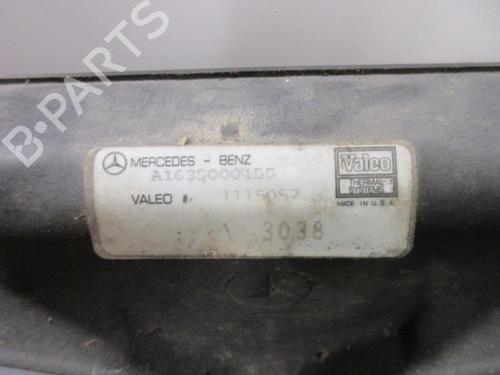 MERCEDES - BENZ
A1635000155
VALEO #. 1115057
3038
Valeo
THERMAL
SYSTEMS
MADE IN U.S.A.
B-PARTS